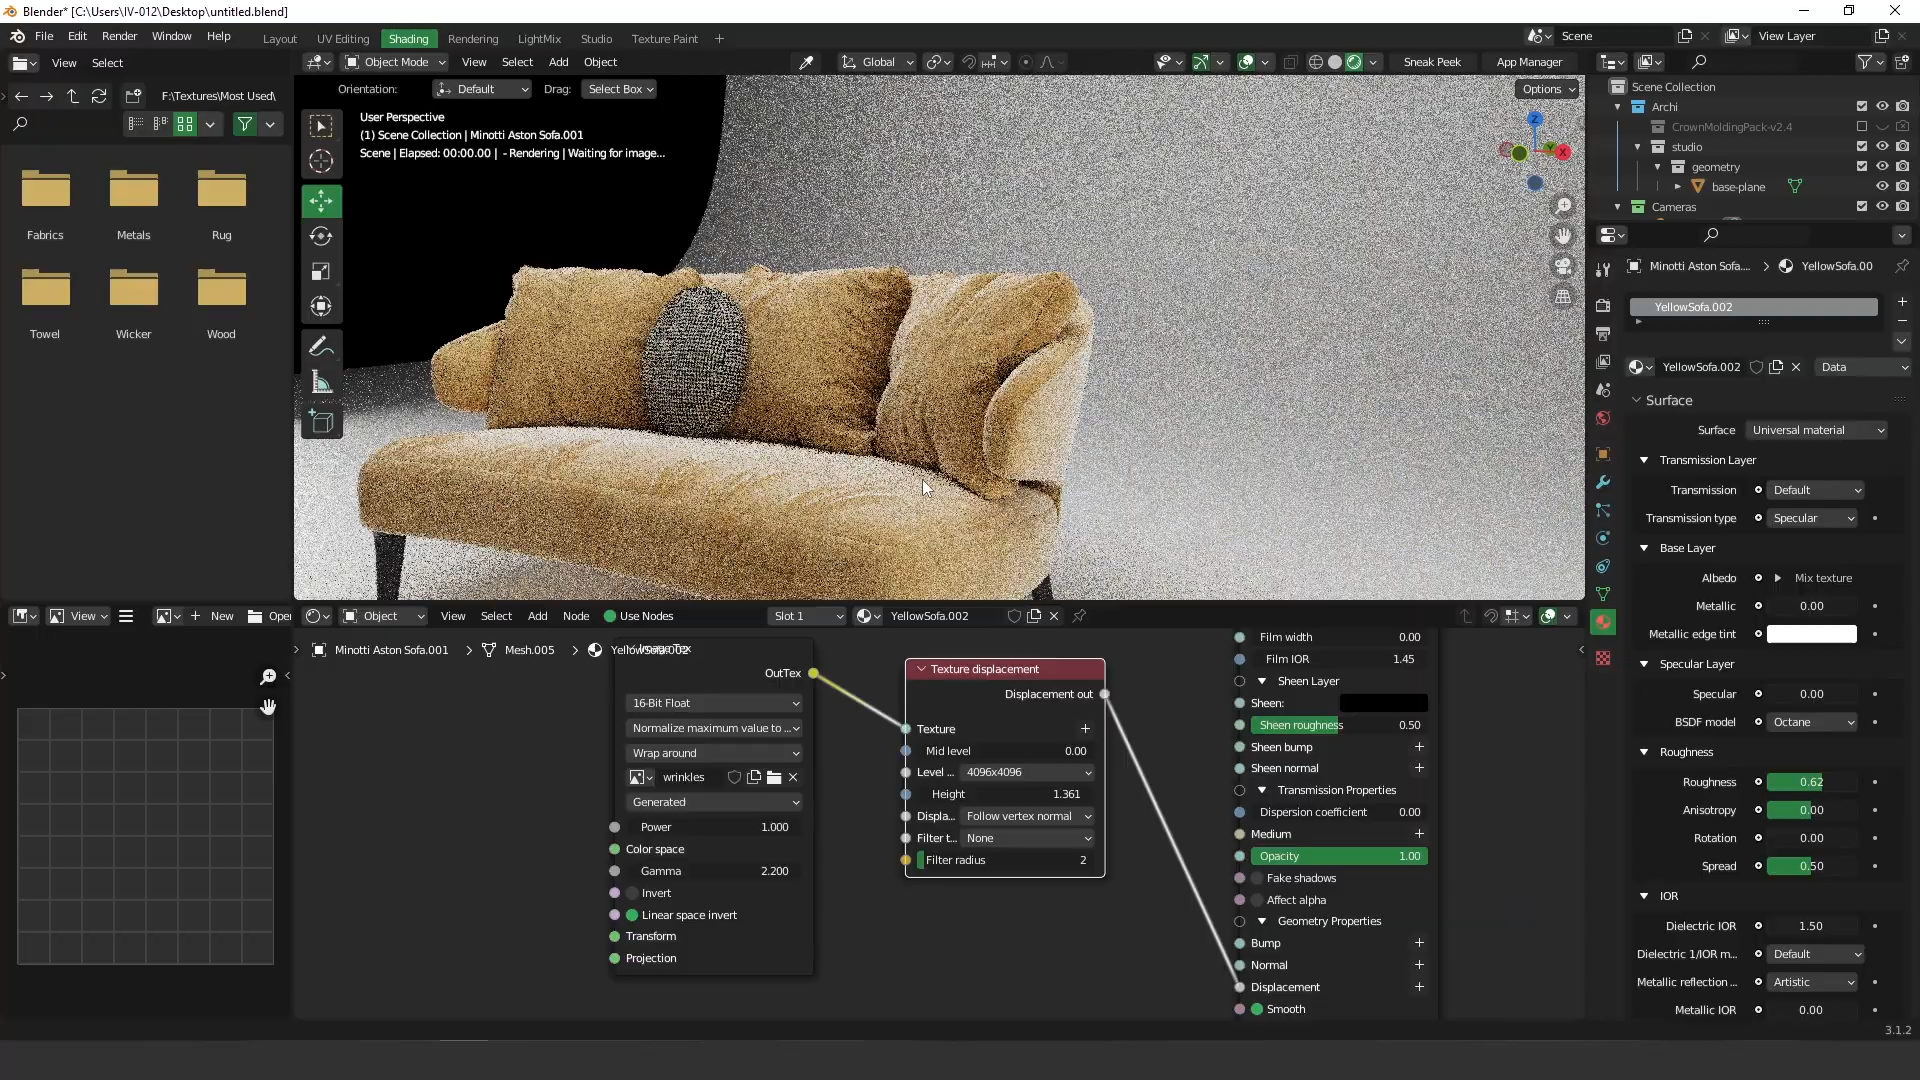 Blender* [C:\Users\IV-012\Desktop\untitled.blend]
File Edit Render Window Help
Layout UV Editing Shading Rendering LightMix Studio Texture Paint +
Scene
View Layer
View Select
Object Mode View Select Add Object
Global
Sneak Peek App Manager
F:\Textures\Most Used\
Orientation: Default Drag: Select Box
Options
User Perspective
(1) Scene Collection | Minotti Aston Sofa.001
Scene | Elapsed: 00:00.00 | - Rendering | Waiting for image...
Z
Y
X
Fabrics Metals Rug
Towel Wicker Wood
Scene Collection
Archi
CrownMoldingPack-v2.4
studio
geometry
base-plane
Cameras
Minotti Aston Sofa.... > YellowSofa.00
YellowSofa.002
YellowSofa.002 Data
Surface
Surface Universal material
Transmission Layer
Transmission Default
Transmission type Specular
Base Layer
Albedo Mix texture
Metallic 0.00
Metallic edge tint
Specular Layer
Specular 0.00
BSDF model Octane
Roughness
Roughness 0.62
Anisotropy 0.00
Rotation 0.00
Spread 0.50
IOR
Dielectric IOR 1.50
Dielectric 1/IOR m... Default
Metallic reflection ... Artistic
Metallic IOR 0.00
3.1.2
View + New Open
Object View Select Add Node Use Nodes Slot 1 YellowSofa.002
Minotti Aston Sofa.001 > Mesh.005 >
OutTex
16-Bit Float
Normalize maximum value to ...
Wrap around
wrinkles
Generated
Power 1.000
Color space
Gamma 2.200
Invert
Linear space invert
Transform
Projection
Texture displacement
Displacement out
Texture +
Mid level 0.00
Level ... 4096x4096
Height 1.361
Displa... Follow vertex normal
Filter t... None
Filter radius 2
Film width 0.00
Film IOR 1.45
Sheen Layer
Sheen:
Sheen roughness 0.50
Sheen bump +
Sheen normal +
Transmission Properties
Dispersion coefficient 0.00
Medium +
Opacity 1.00
Fake shadows
Affect alpha
Geometry Properties
Bump +
Normal +
Displacement +
Smooth